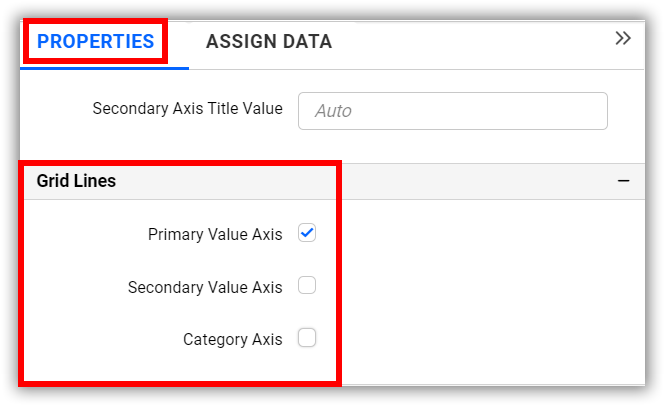 PROPERTIES ASSIGN DATA
Secondary Axis Title Value Auto
Grid Lines
Primary Value Axis
Secondary Value Axis
Category Axis